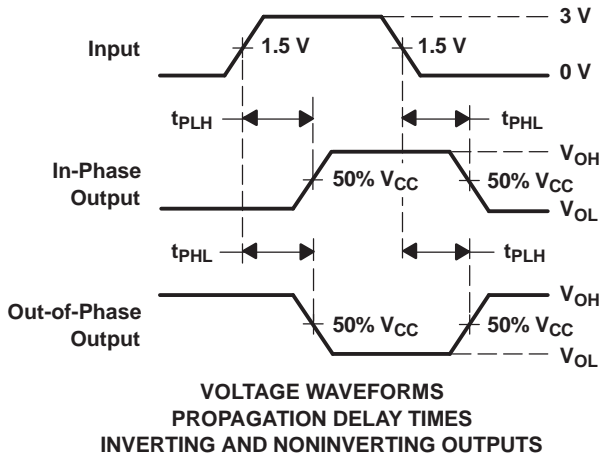 3 V
Input
1.5 V
1.5 V
0 V
tPLH
tPHL
VOH
In-Phase
Output
50% VCC
50% VCC
VOL
tPHL
tPLH
VOH
Out-of-Phase
Output
50% VCC
50% VCC
VOL
VOLTAGE WAVEFORMS
PROPAGATION DELAY TIMES
INVERTING AND NONINVERTING OUTPUTS